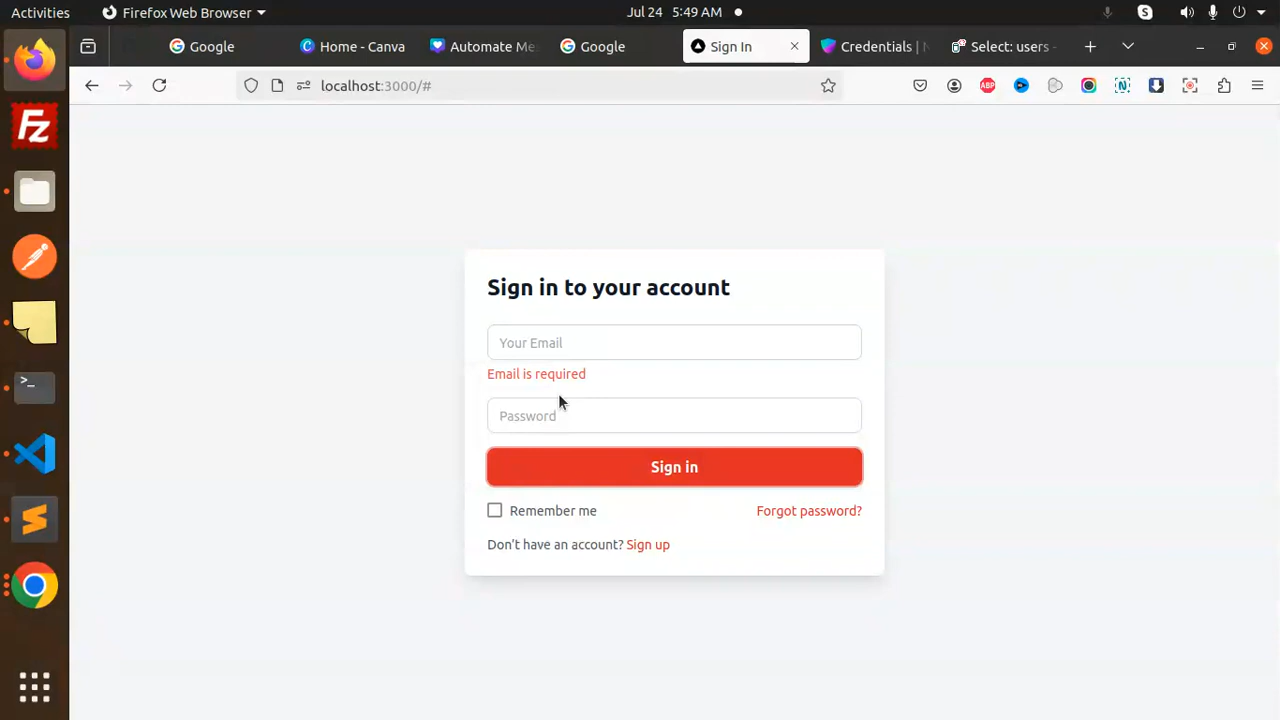 Activities
Firefox Web Browser
Jul 24 5:49 AM
Google
Home - Canva
Automate Me
Google
Sign In
Credentials | N
Select: users -
localhost:3000/#
ABP
N
Fz
Sign in to your account
Your Email
Email is required
Password
Sign in
Remember me
Forgot password?
Don't have an account? Sign up